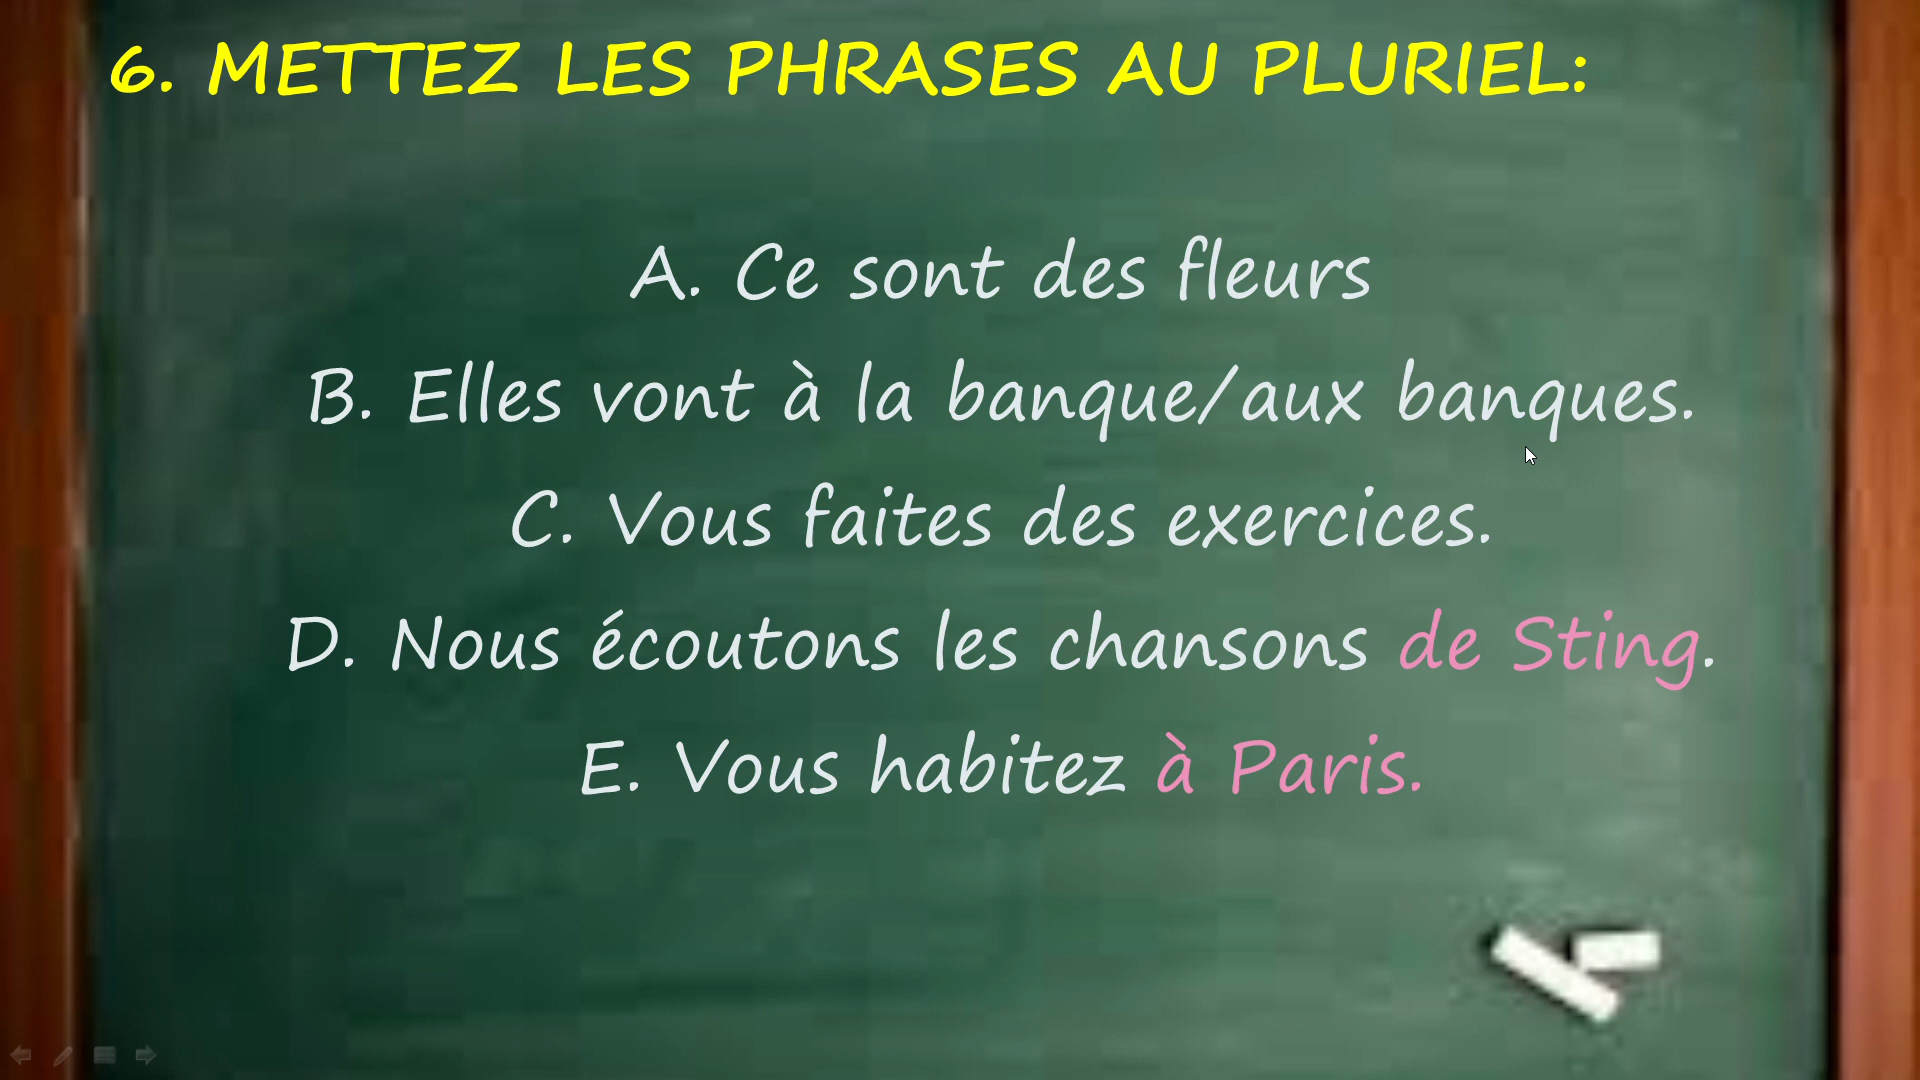 6. METTEZ LES PHRASES AU PLURIEL:
A. Ce sont des fleurs
B. Elles vont à la banque/aux banques.
C. Vous faites des exercices.
D. Nous écoutons les chansons de Sting.
E. Vous habitez à Paris.